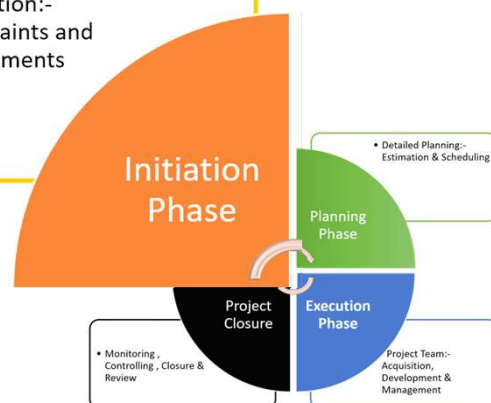 tion:-
aints and
ments
Initiation
Phase
• Detailed Planning:-
Estimation & Scheduling
Planning
Phase
Project
Closure
Execution
Phase
• Monitoring ,
Controlling , Closure &
Review
Project Team:-
Acquisition,
Development &
Management